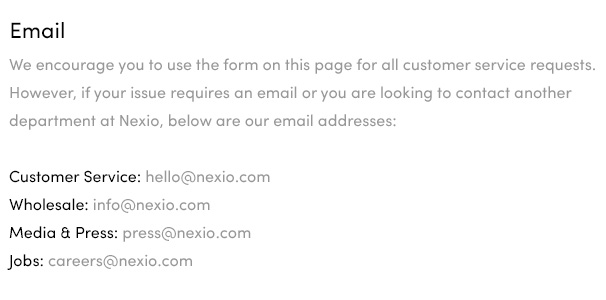 Email
We encourage you to use the form on this page for all customer service requests.
However, if your issue requires an email or you are looking to contact another
department at Nexio, below are our email addresses:
Customer Service: hello@nexio.com
Wholesale: info@nexio.com
Media & Press: press@nexio.com
Jobs: careers@nexio.com